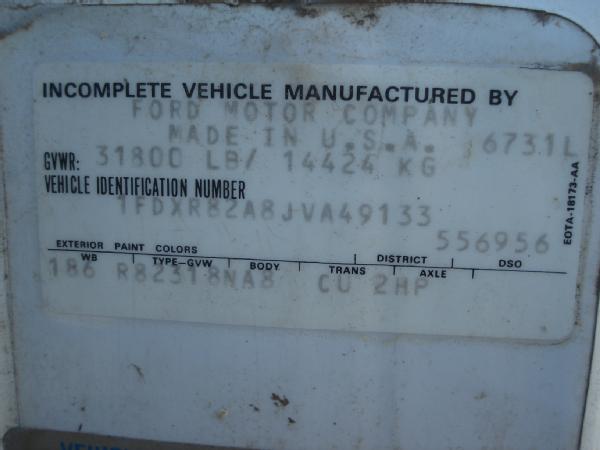 INCOMPLETE VEHICLE MANUFACTURED BY
FORD MOTOR COMPANY
MADE IN U.S.A. 6731L
GVWR: 31800 LB/ 14424 KG
VEHICLE IDENTIFICATION NUMBER
1FDXR82A8JVA49133
556956
EXTERIOR PAINT COLORS DISTRICT DSO
WB TYPE-GVW BODY TRANS AXLE
186 R82318NA8 CU 2HP
EOTA-18173-AA